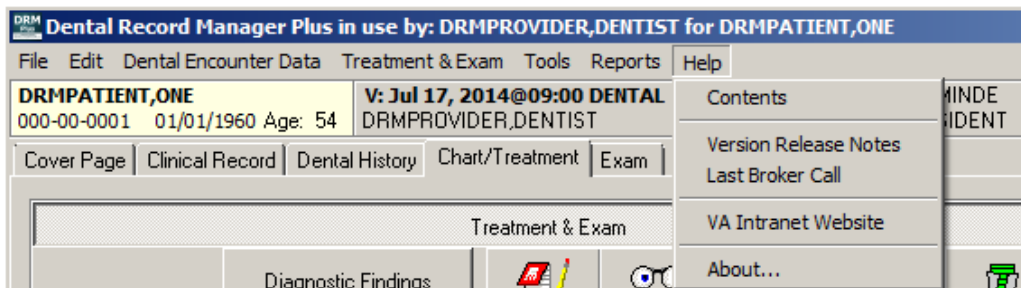 DRM Plus Dental Record Manager Plus in use by: DRMPROVIDER,DENTIST for DRMPATIENT,ONE
File Edit Dental Encounter Data Treatment & Exam Tools Reports Help
DRMPATIENT,ONE V: Jul 17, 2014@09:00 DENTAL
000-00-0001 01/01/1960 Age: 54 DRMPROVIDER,DENTIST
Contents
Version Release Notes
Last Broker Call
VA Intranet Website
About...
Cover Page Clinical Record Dental History Chart/Treatment Exam
Treatment & Exam
Diagnostic Findings